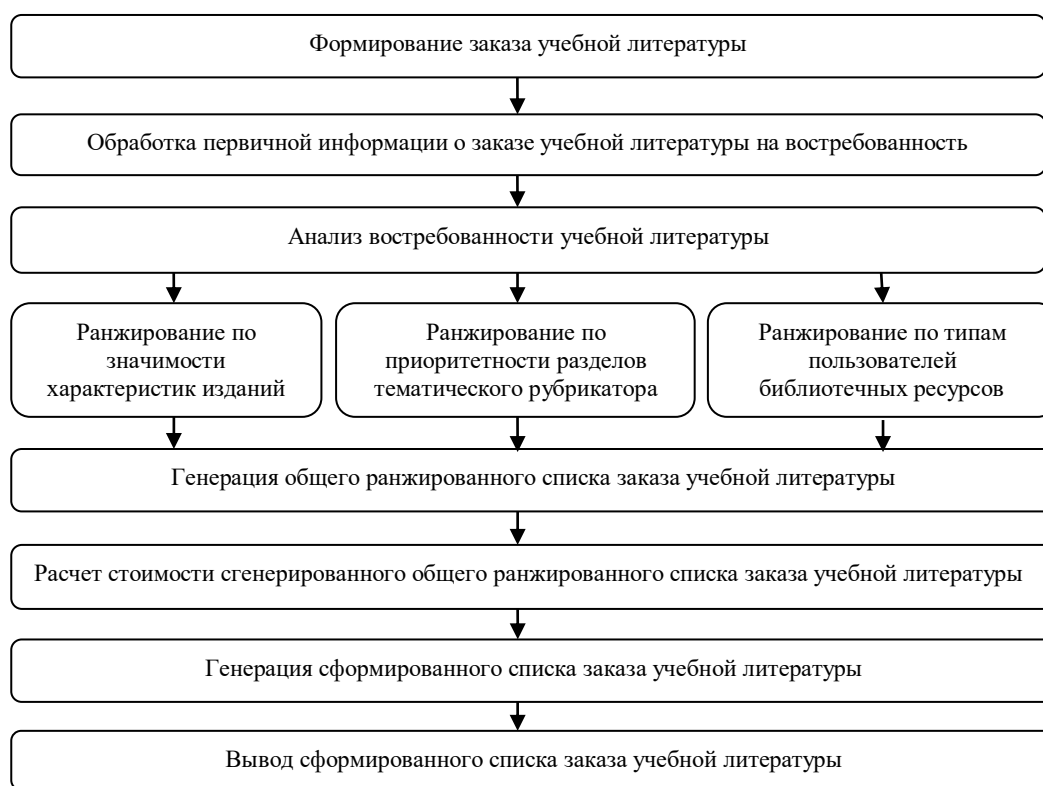 Формирование заказа учебной литературы
Обработка первичной информации о заказе учебной литературы на востребованность
Анализ востребованности учебной литературы
Ранжирование по
значимости
характеристик изданий
Ранжирование по
приоритетности разделов
тематического рубрикатора
Ранжирование по типам
пользователей
библиотечных ресурсов
Генерация общего ранжированного списка заказа учебной литературы
Расчет стоимости сгенерированного общего ранжированного списка заказа учебной литературы
Генерация сформированного списка заказа учебной литературы
Вывод сформированного списка заказа учебной литературы